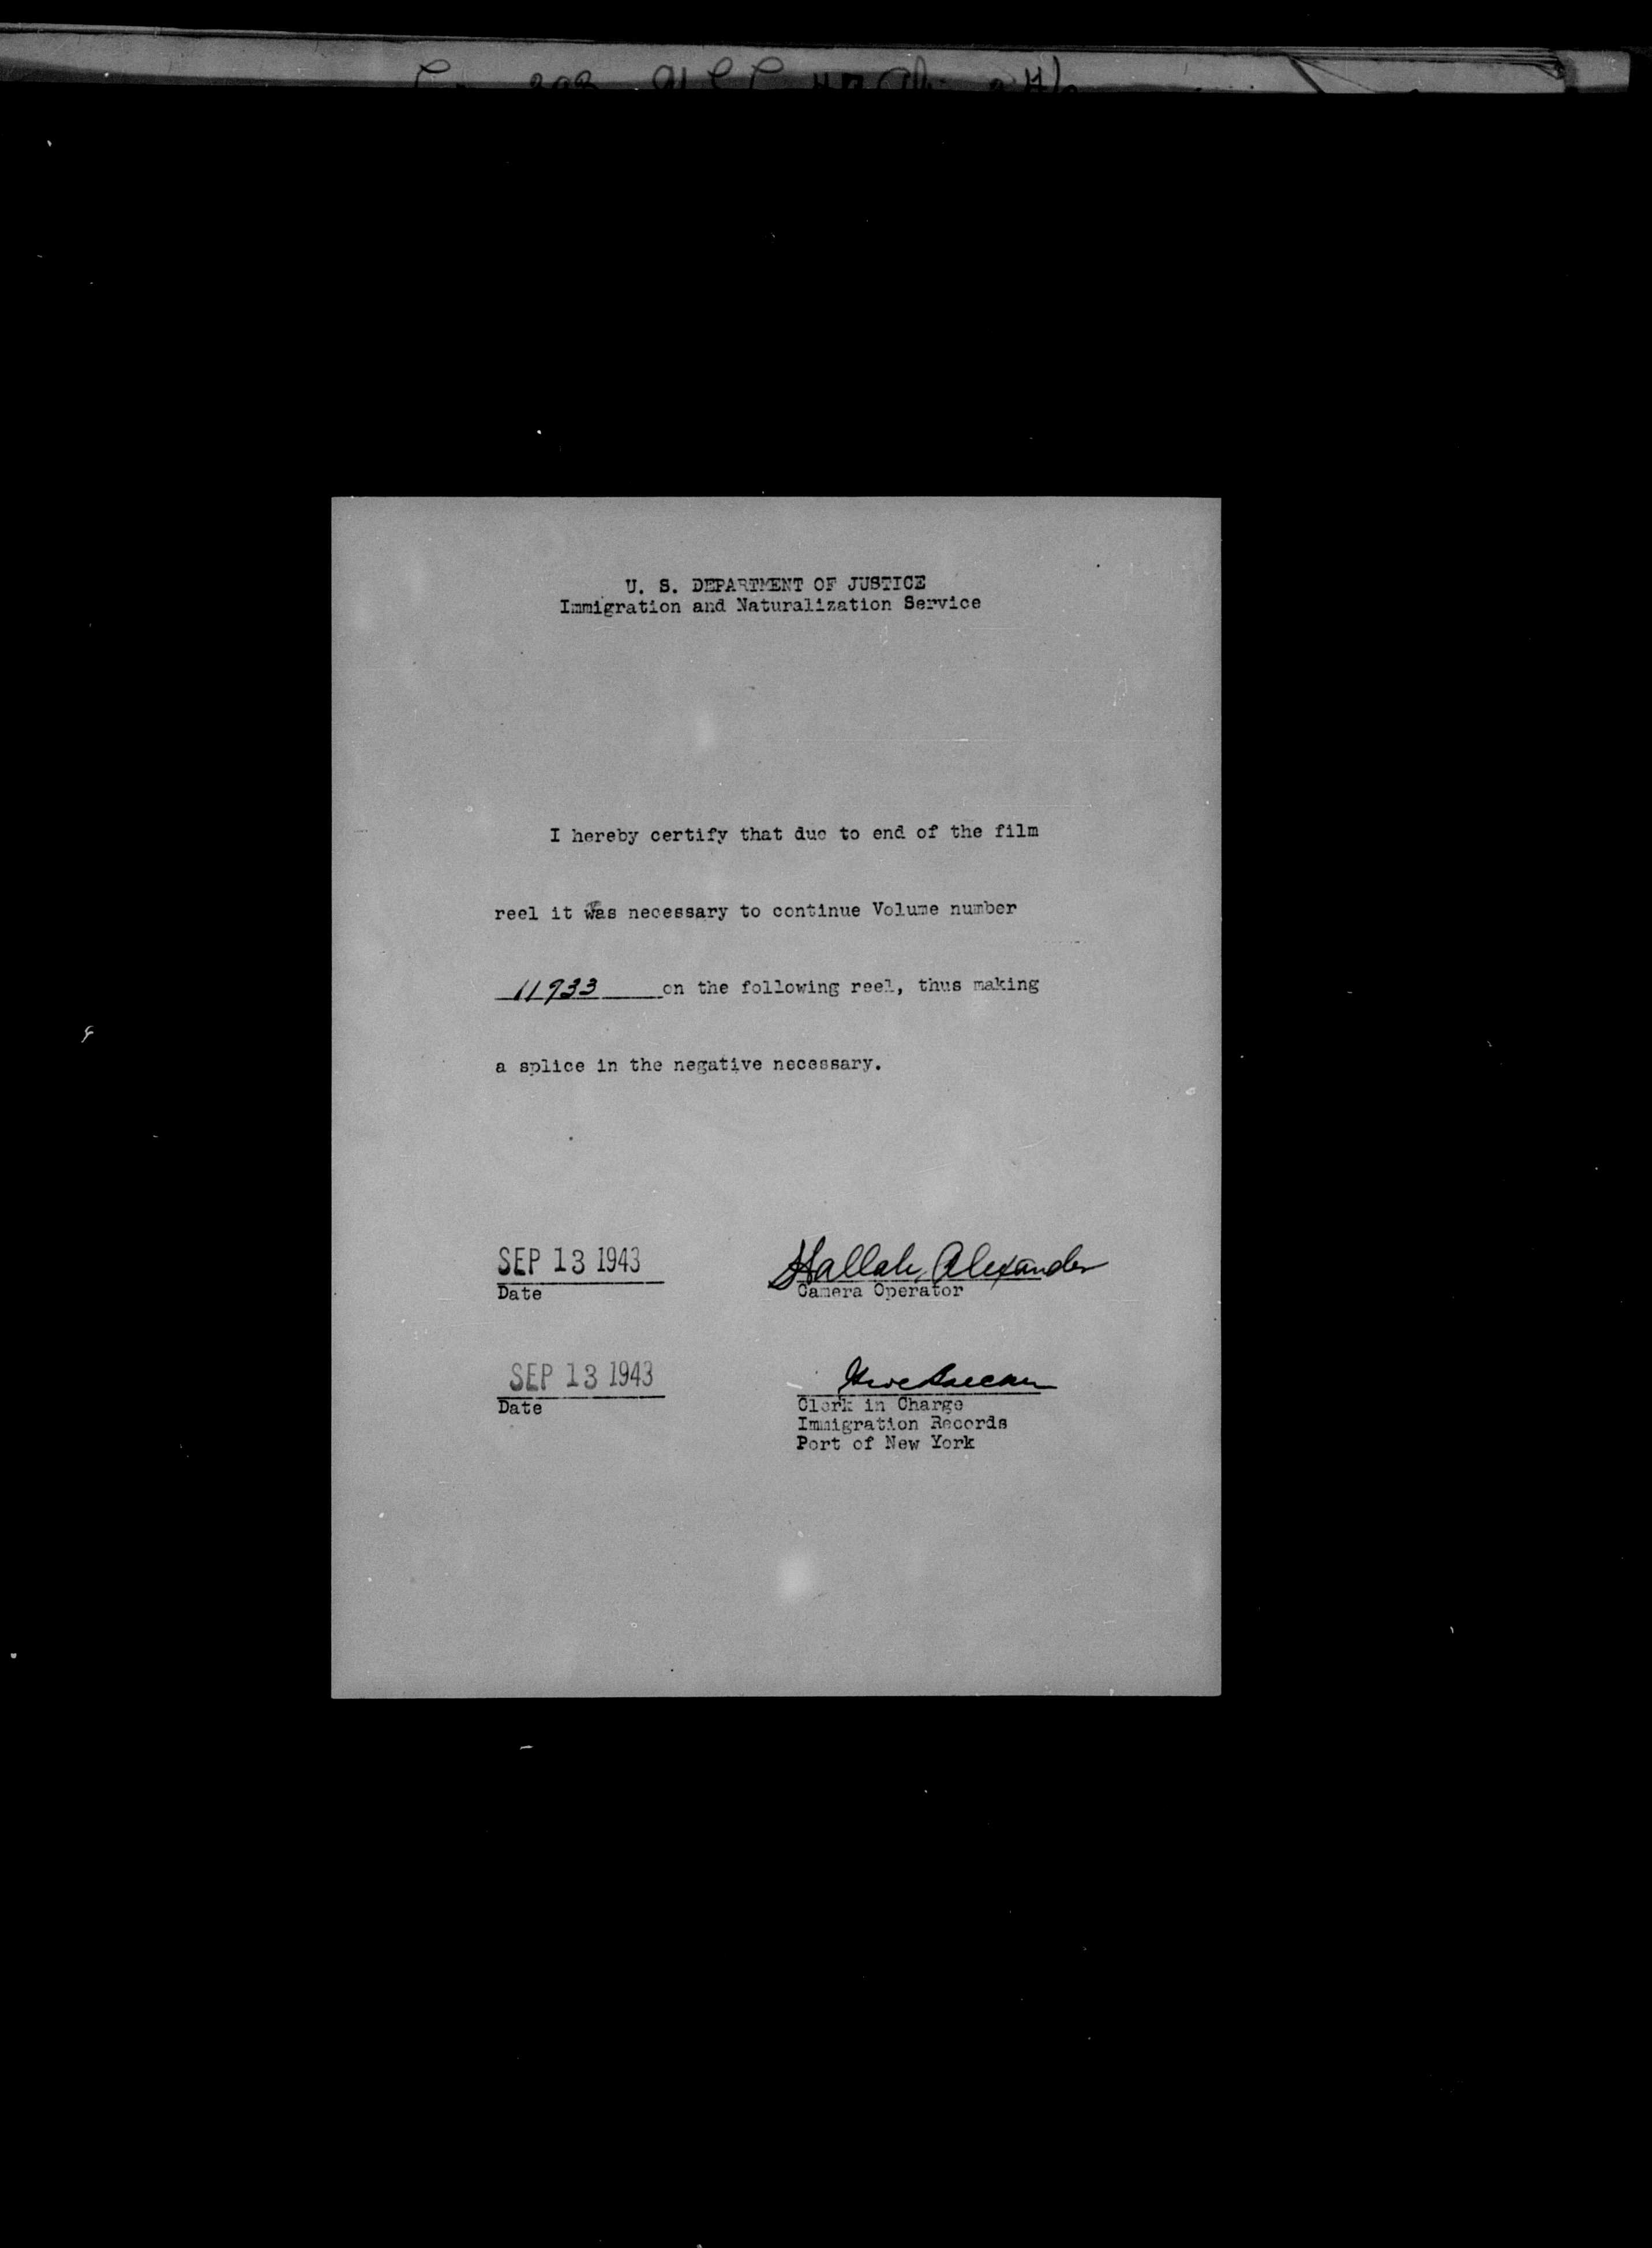 U. S. DEPARTMENT OF JUSTICE
Immigration and Naturalization Service
I hereby certify that due to end of the film
reel it was necessary to continue Volume number
11933 on the following reel, thus making
a splice in the negative necessary.
SEP 13 1943
Date
Alexander
Camera Operator
SEP 13 1943
Date
Clerk in Charge
Immigration Records
Port of New York